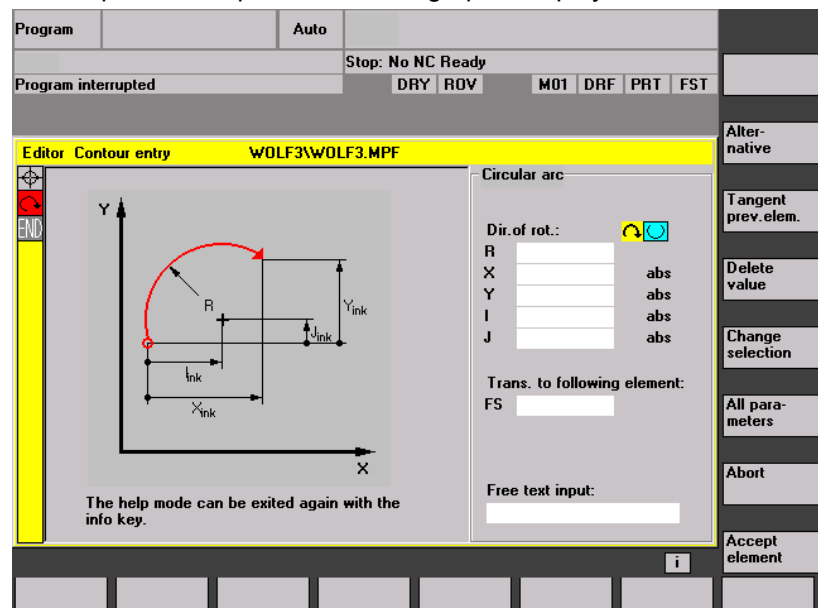 Program Auto
Stop: No NC Ready
Program interrupted DRY ROV M01 DRF PRT FST
Alter-
native
Editor Contour entry WOLF3\WOLF3.MPF
END
Y
R
Yink
Jink
Iink
Xink
X
The help mode can be exited again with the
info key.
Circular arc
Dir.of rot.:
R
X abs
Y abs
I abs
J abs
Trans. to following element:
FS
Free text input:
Tangent
prev.elem.
Delete
value
Change
selection
All para-
meters
Abort
Accept
element
i